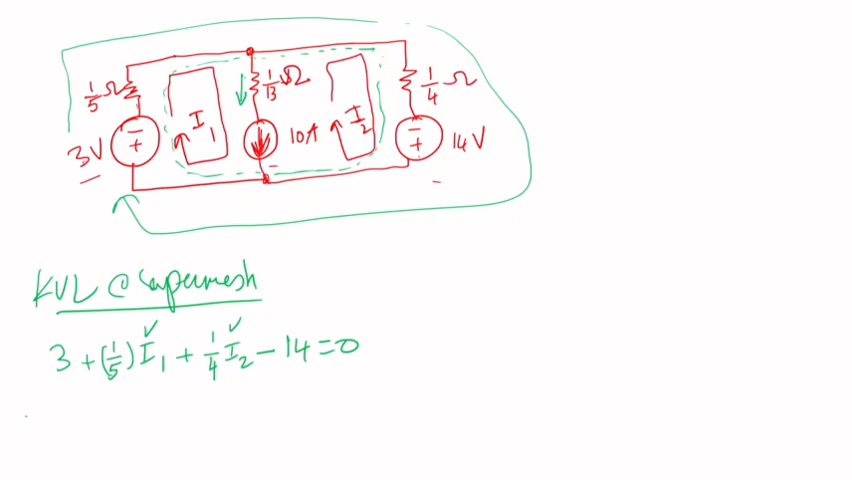 1/5 Ω
1/13 Ω
1/4 Ω
I₁
I₂
− +
10A
− +
3V
14V
KVL @ Supermesh
3 + (1/5) I₁ + 1/4 I₂ − 14 = 0